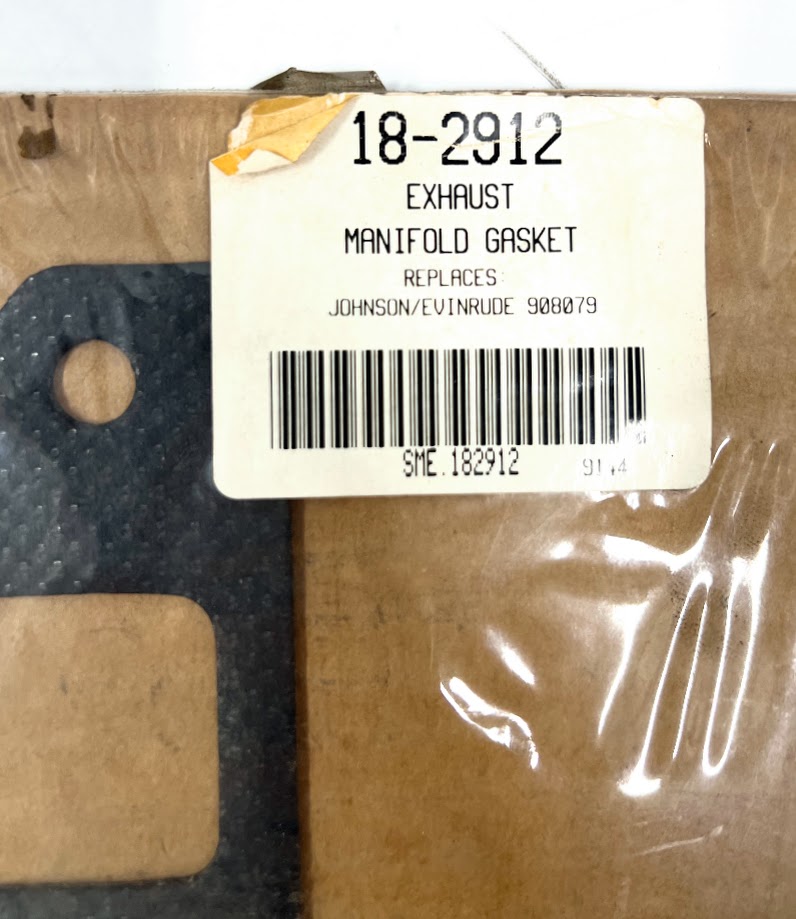 18-2912
EXHAUST
MANIFOLD GASKET
REPLACES:
JOHNSON/EVINRUDE 908079
SME.182912